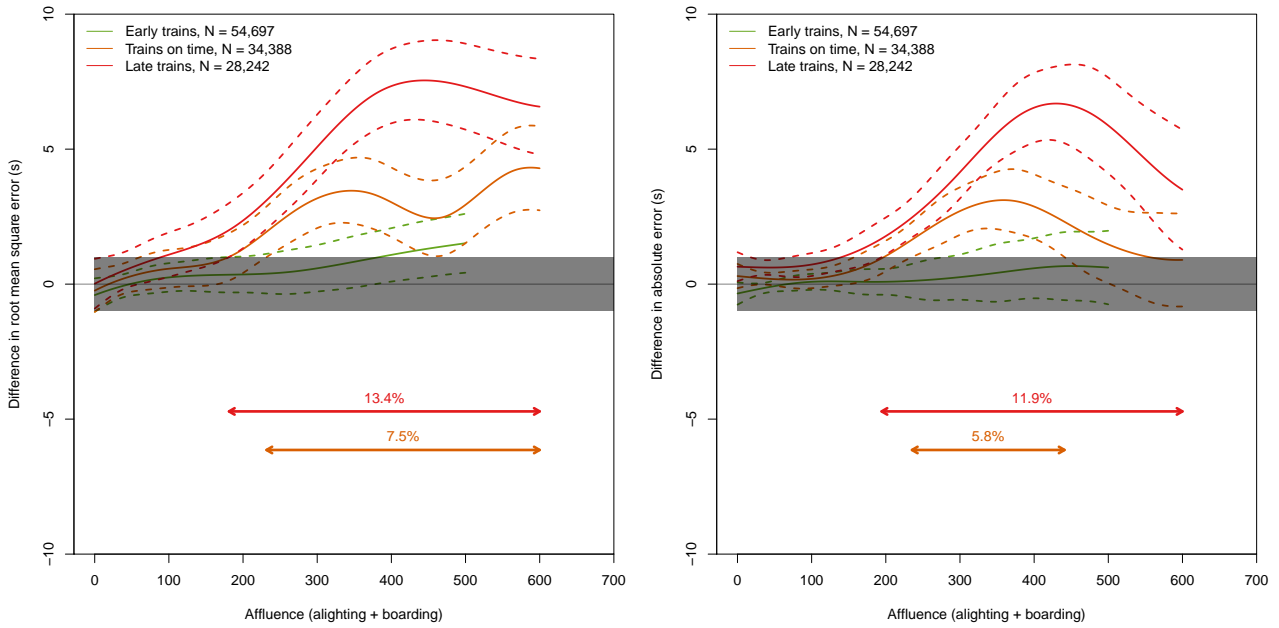 Early trains, N = 54,697
Trains on time, N = 34,388
Late trains, N = 28,242
10
5
0
−5
−10
Difference in root mean square error (s)
13.4%
7.5%
0 100 200 300 400 500 600 700
Affluence (alighting + boarding)
Early trains, N = 54,697
Trains on time, N = 34,388
Late trains, N = 28,242
10
5
0
−5
−10
Difference in absolute error (s)
11.9%
5.8%
0 100 200 300 400 500 600 700
Affluence (alighting + boarding)